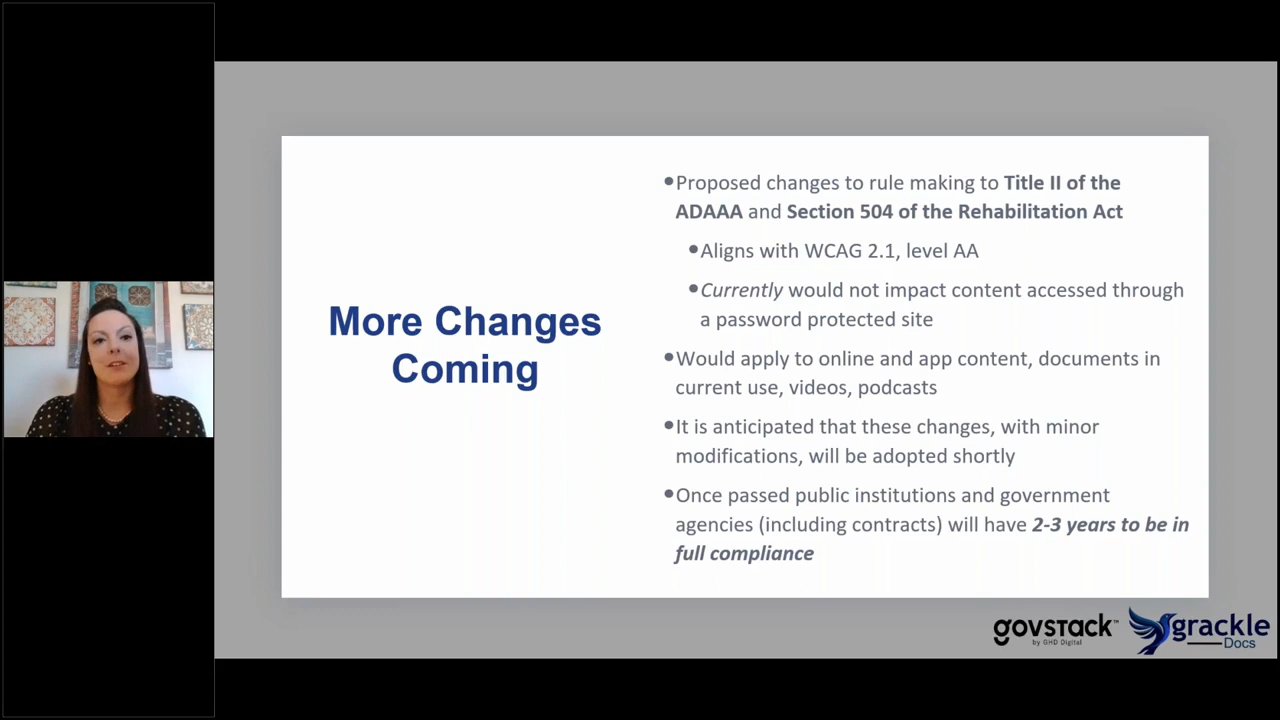 More Changes
Coming
•Proposed changes to rule making to Title II of the
ADAAA and Section 504 of the Rehabilitation Act
•Aligns with WCAG 2.1, level AA
•Currently would not impact content accessed through
a password protected site
•Would apply to online and app content, documents in
current use, videos, podcasts
•It is anticipated that these changes, with minor
modifications, will be adopted shortly
•Once passed public institutions and government
agencies (including contracts) will have 2-3 years to be in
full compliance
govstack™
by GHD Digital
grackle
Docs